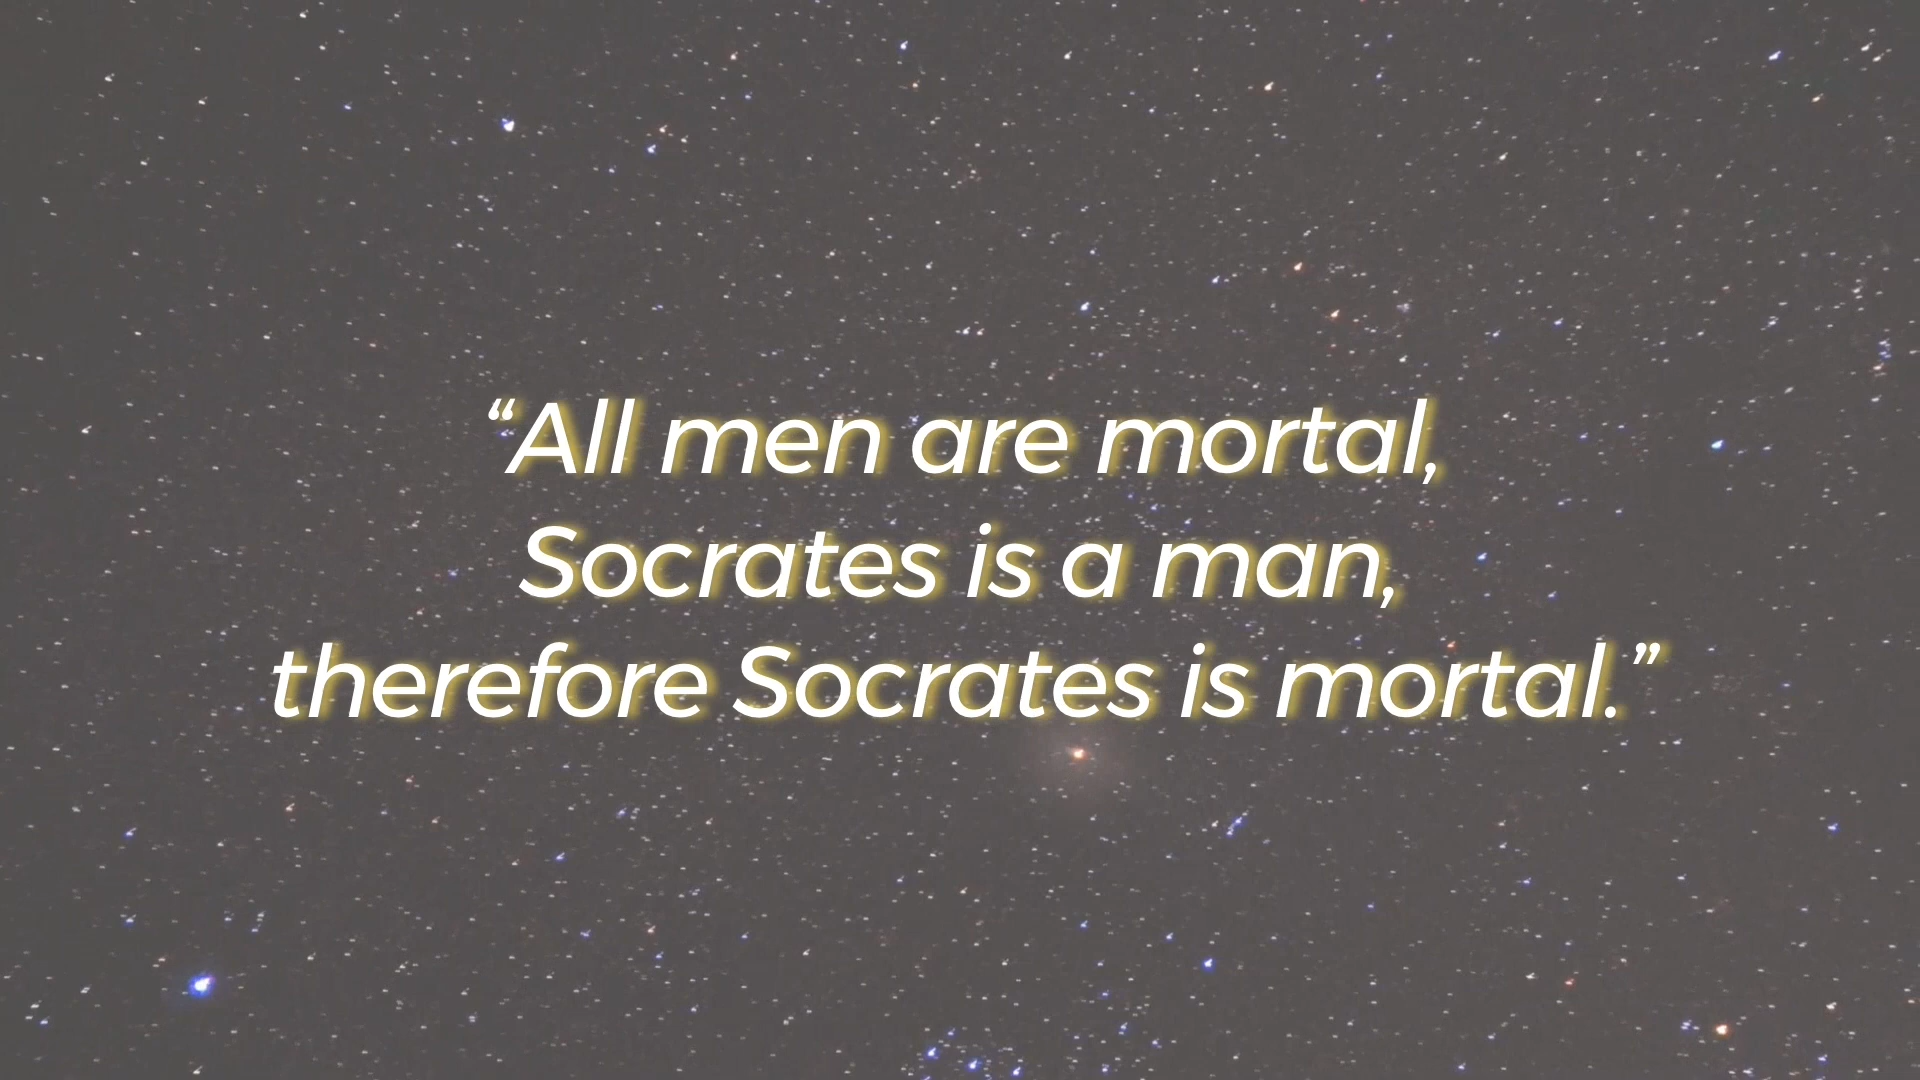 “All men are mortal,
Socrates is a man,
therefore Socrates is mortal.”